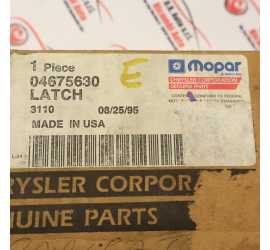 1 Piece
04675630
LATCH
3110 08/25/95
MADE IN USA
E
Mopar
CHRYSLER CORPORATION
GENUINE PARTS
RYSLER CORPOR
NUINE PARTS